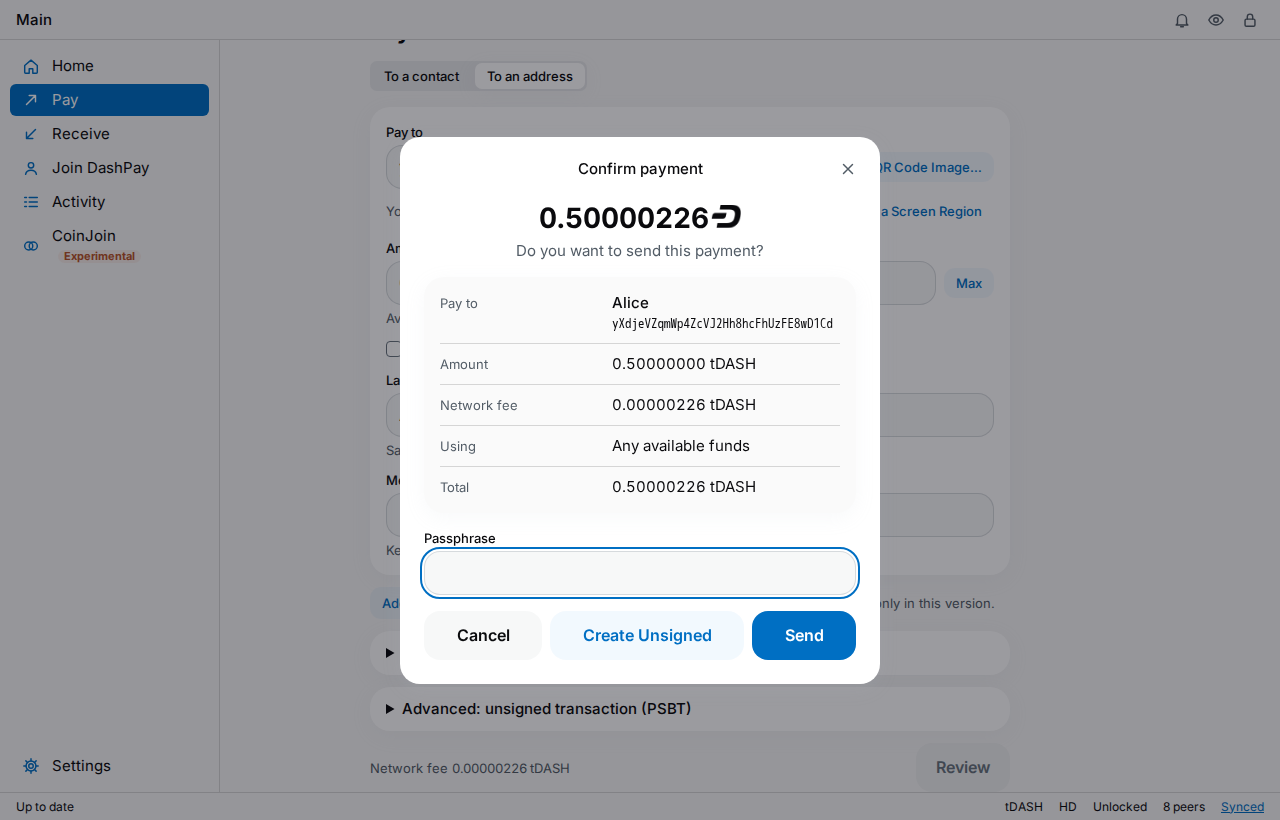 Main
Home
Pay
Receive
Join DashPay
Activity
CoinJoin
Experimental
Settings
To a contact
To an address
Pay to
QR Code Image...
a Screen Region
Max
Confirm payment
0.50000226
Do you want to send this payment?
Pay to
Alice
yXdjeVZqmWp4ZcVJ2Hh8hcFhUzFE8wD1Cd
Amount
0.50000000 tDASH
Network fee
0.00000226 tDASH
Using
Any available funds
Total
0.50000226 tDASH
Passphrase
Cancel
Create Unsigned
Send
only in this version.
Advanced: unsigned transaction (PSBT)
Network fee 0.00000226 tDASH
Review
Up to date
tDASH
HD
Unlocked
8 peers
Synced